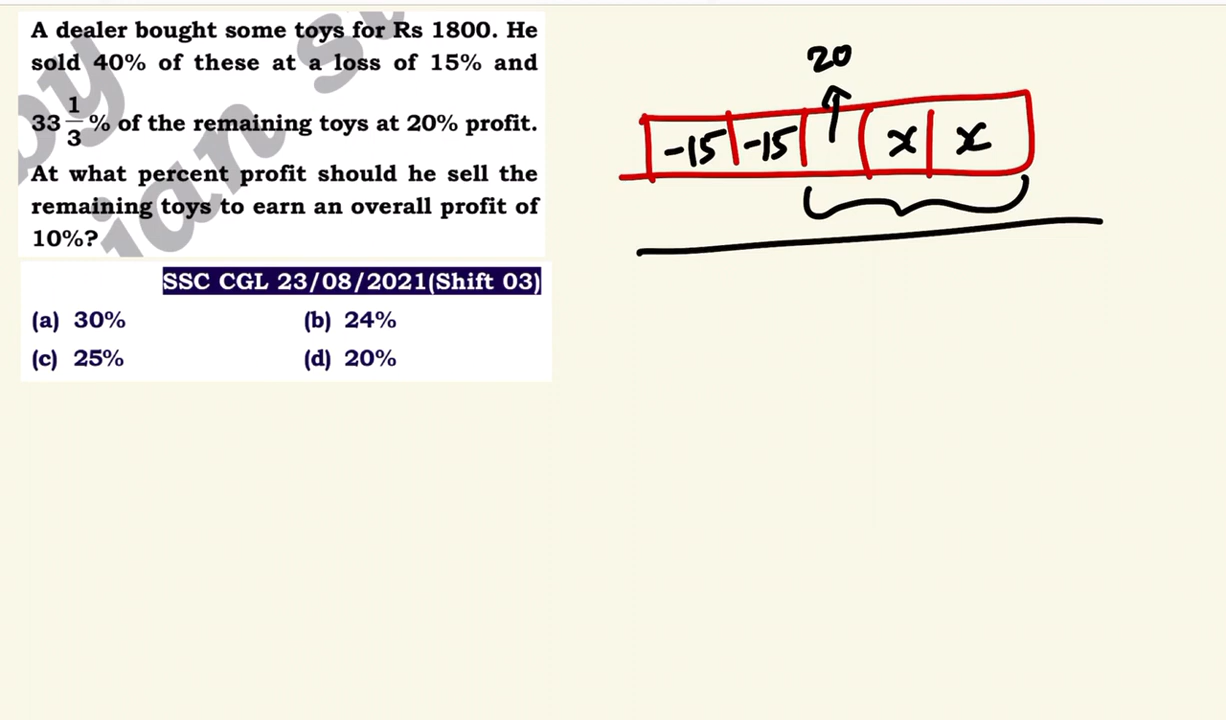 A dealer bought some toys for Rs 1800. He
sold 40% of these at a loss of 15% and
33 1/3 % of the remaining toys at 20% profit.
At what percent profit should he sell the
remaining toys to earn an overall profit of
10%?
SSC CGL 23/08/2021(Shift 03)
(a) 30% (b) 24%
(c) 25% (d) 20%
20
-15 -15 x x